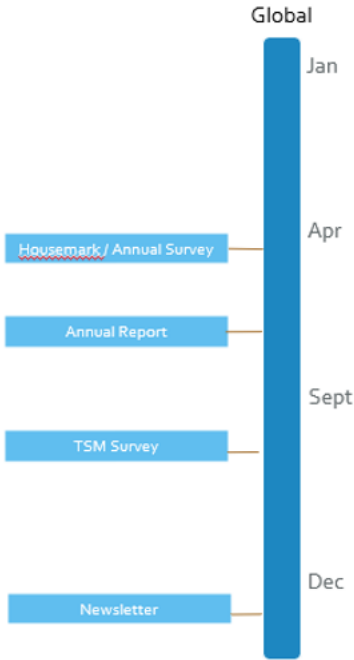 Global
Jan
Apr
Housemark / Annual Survey
Annual Report
Sept
TSM Survey
Dec
Newsletter